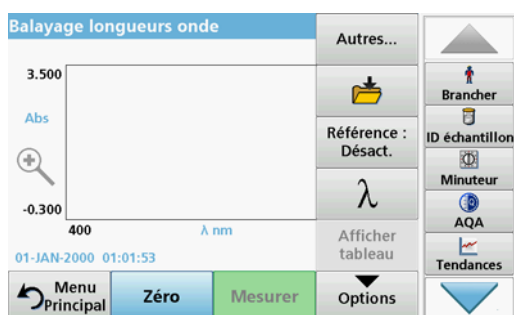 Balayage longueurs onde
3.500
Abs
-0.300
400
λ nm
01-JAN-2000 01:01:53
Menu
Principal
Zéro
Mesurer
Autres...
Référence :
Désact.
λ
Afficher
tableau
Options
Brancher
ID échantillon
Minuteur
AQA
Tendances